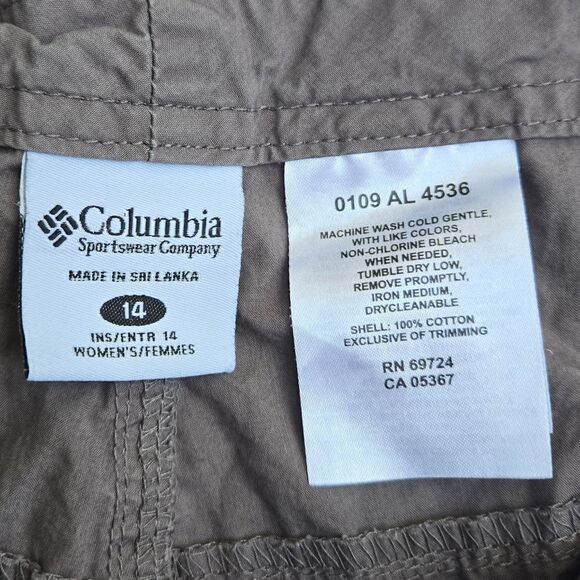 Columbia
Sportswear Company
MADE IN SRI LANKA
14
INS/ENTR 14
WOMEN'S/FEMMES
0109 AL 4536
MACHINE WASH COLD GENTLE,
WITH LIKE COLORS,
NON-CHLORINE BLEACH
WHEN NEEDED,
TUMBLE DRY LOW,
REMOVE PROMPTLY,
IRON MEDIUM,
DRYCLEANABLE
SHELL: 100% COTTON
EXCLUSIVE OF TRIMMING
RN 69724
CA 05367